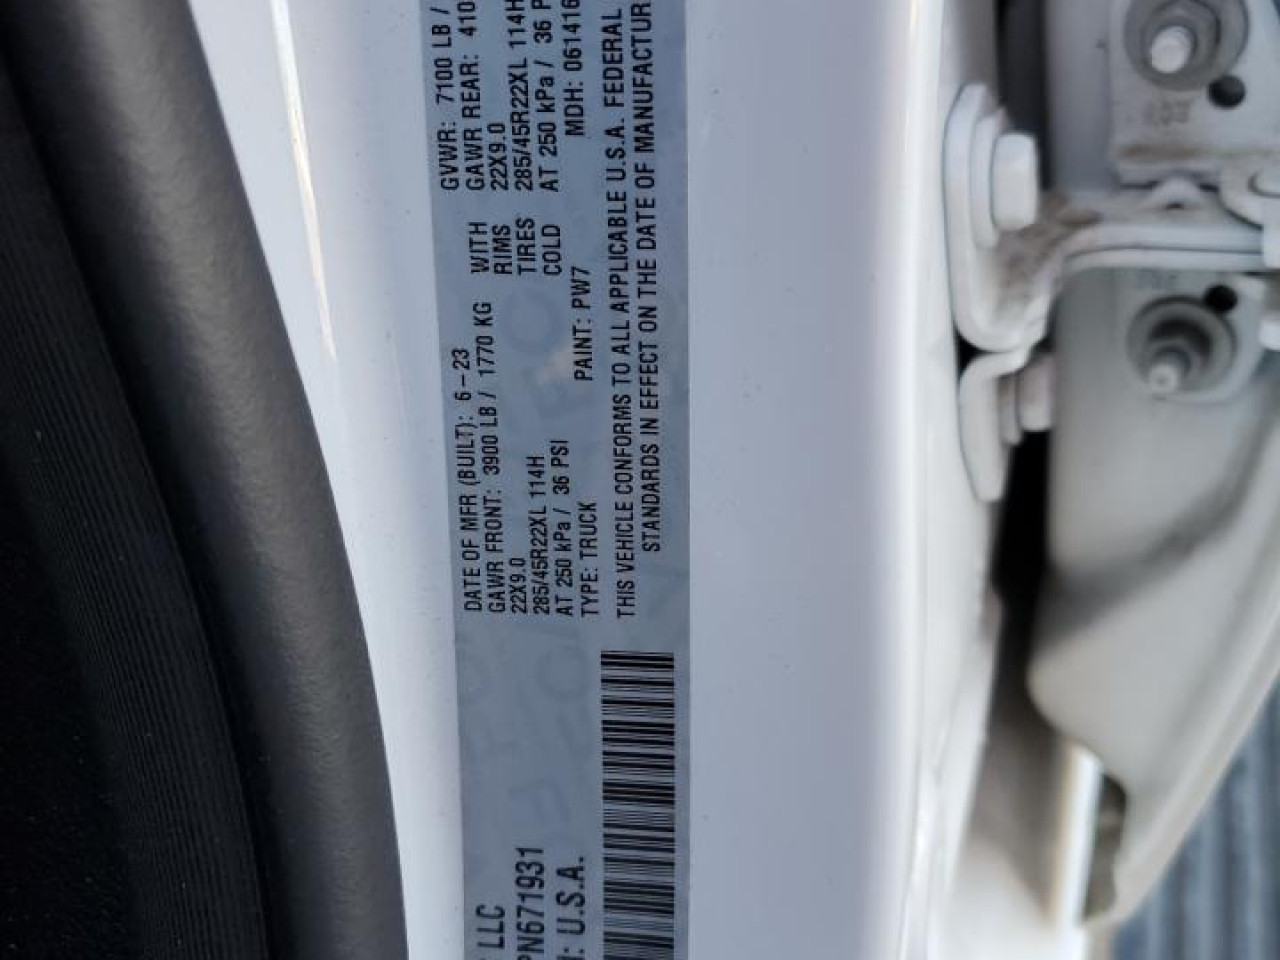 LLC
PN671931
U.S.A.
DATE OF MFR (BUILT): 6-23 GVWR: 7100 LB /
GAWR FRONT: 3900 LB / 1770 KG WITH GAWR REAR: 410
22X9.0 RIMS 22X9.0
285/45R22XL 114H TIRES 285/45R22XL 114H
AT 250 kPa / 36 PSI COLD AT 250 kPa / 36 P
TYPE: TRUCK PAINT: PW7 MDH: 061416
THIS VEHICLE CONFORMS TO ALL APPLICABLE U.S.A. FEDERAL
STANDARDS IN EFFECT ON THE DATE OF MANUFACTUR